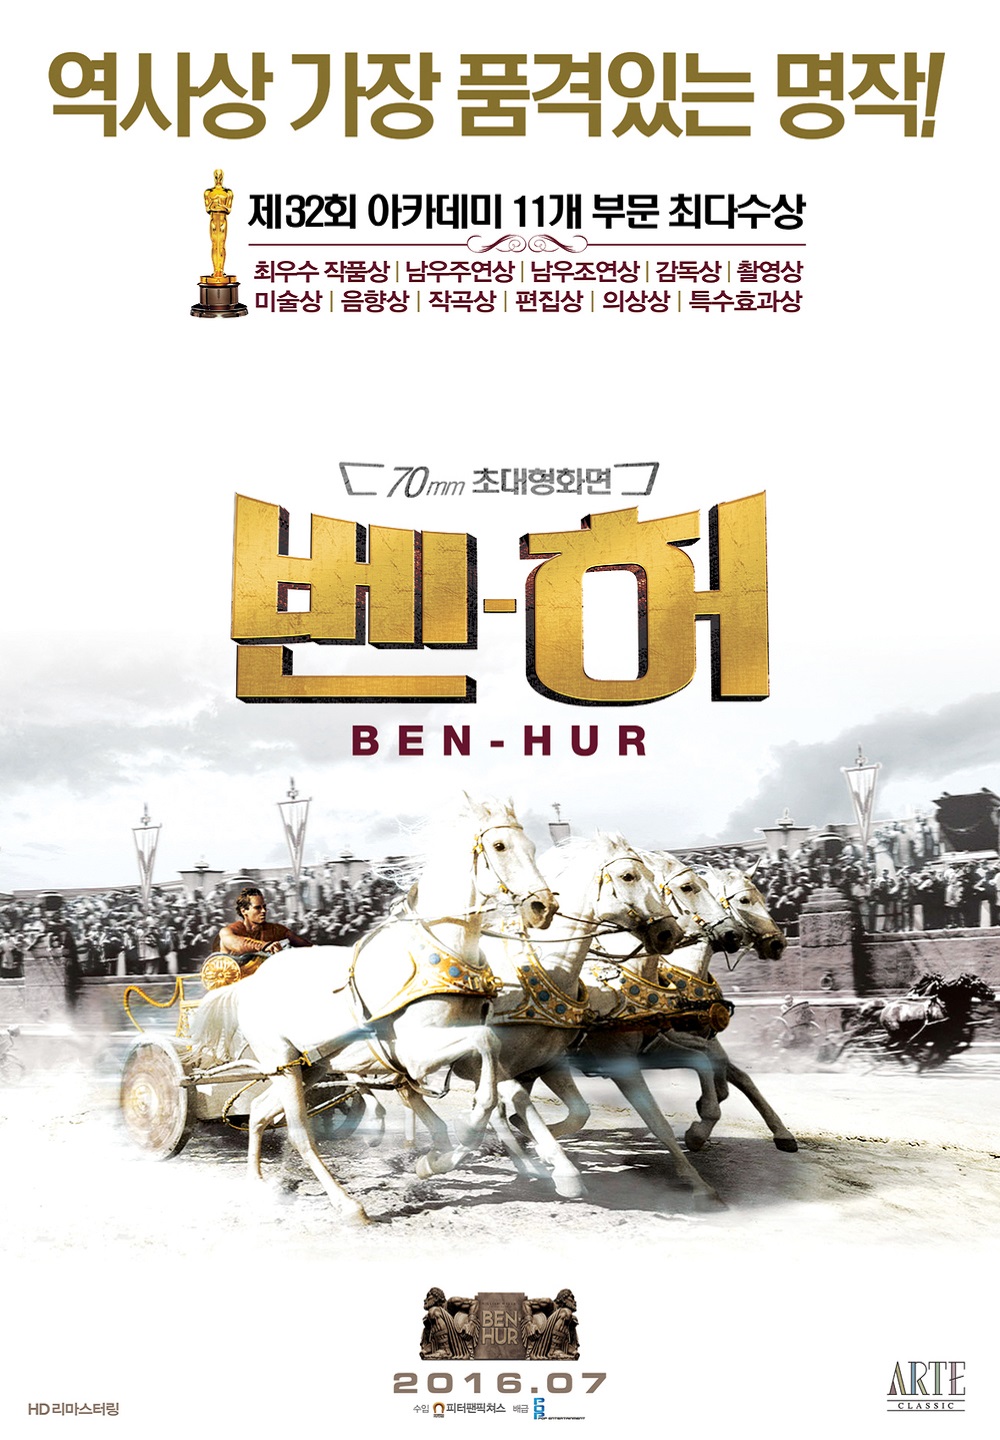 역사상 가장 품격있는 명작!
제32회 아카데미 11개 부문 최다수상
최우수 작품상 | 남우주연상 | 남우조연상 | 감독상 | 촬영상
미술상 | 음향상 | 작곡상 | 편집상 | 의상상 | 특수효과상
70mm 초대형화면
벤-허
BEN-HUR
BEN-
HUR
2016.07
수입 피터팬픽쳐스 배급 POP ENTERTAINMENT
HD 리마스터링
ARTE
CLASSIC